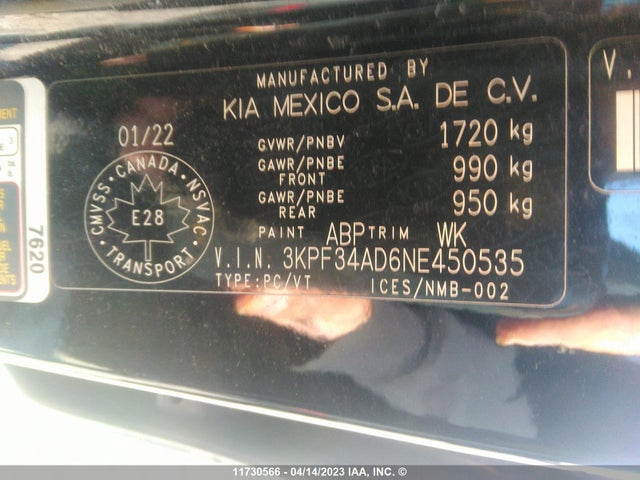 MANUFACTURED BY
KIA MEXICO S.A. DE C.V.
01/22
GVWR/PNBV 1720 kg
GAWR/PNBE FRONT 990 kg
GAWR/PNBE REAR 950 kg
PAINT ABP TRIM WK
V.I.N. 3KPF34AD6NE450535
TYPE:PC/VT ICES/NMB-002
CMVSS · CANADA · NSVAC
E28
· TRANSPORT ·
7620
V.
11730566 - 04/14/2023 IAA, INC. ©